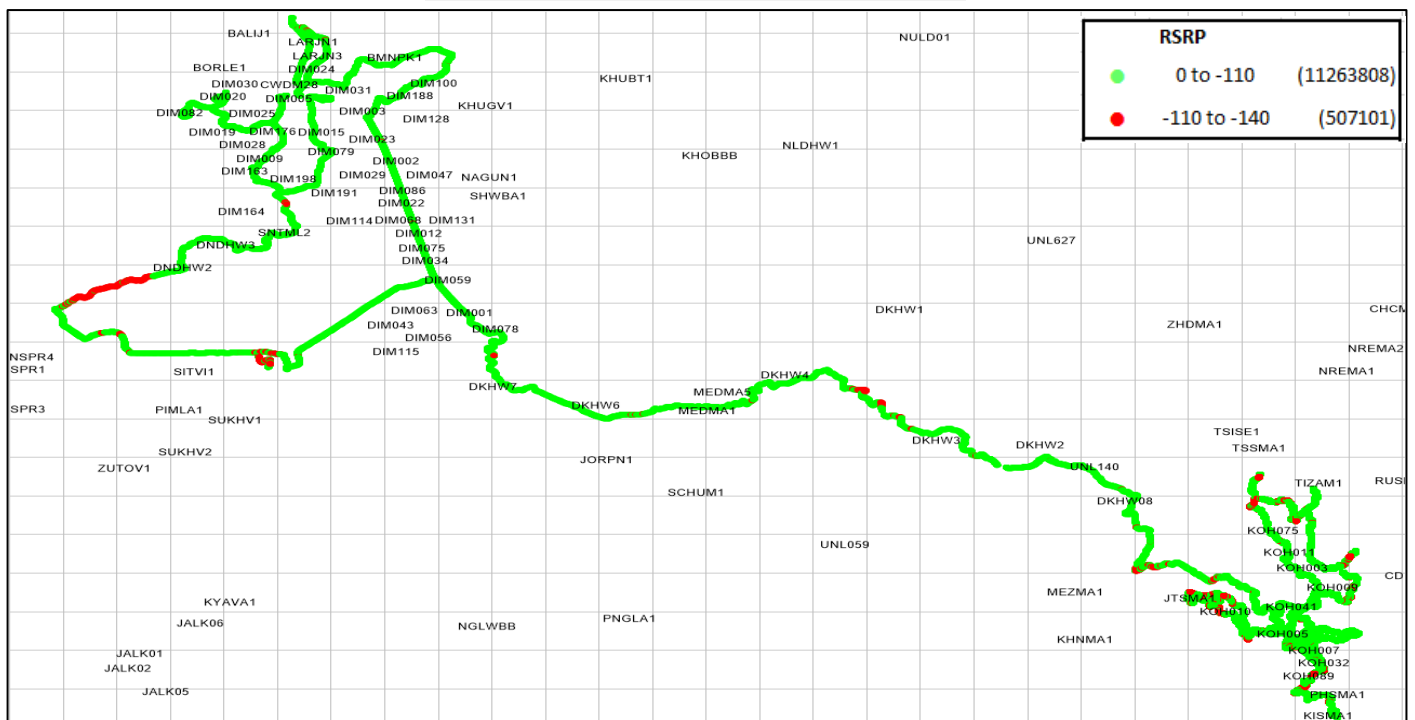 RSRP
0 to -110 (11263808)
-110 to -140 (507101)
BALIJ1
NULD01
LARJN1
LARJN3
BMNPK1
BORLE1
DIM024
KHUBT1
DIM030
CWDM28
DIM031
DIM100
DIM020
DIM005
DIM188
KHUGV1
DIM082
DIM025
DIM003
DIM128
DIM019
DIM176
DIM015
DIM028
DIM023
NLDHW1
DIM009
DIM079
DIM002
KHOBBB
DIM163
DIM198
DIM029
DIM047
NAGUN1
DIM191
DIM086
SHWBA1
DIM022
DIM164
DIM114
DIM068
DIM131
SNTML2
DIM012
UNL627
DNDHW3
DIM075
DIM034
DNDHW2
DIM059
DIM063
DIM001
DKHW1
CHCM
DIM043
DIM078
ZHDMA1
DIM056
NSPR4
DIM115
NREMA2
SPR1
SITVI1
DKHW4
NREMA1
DKHW7
MEDMA5
SPR3
PIMLA1
DKHW6
MEDMA1
SUKHV1
TSISE1
DKHW3
DKHW2
TSSMA1
SUKHV2
JORPN1
ZUTOV1
UNL140
TIZAM1
RUS
SCHUM1
DKHW08
KOH075
UNL059
KOH011
KOH003
CD
KOH009
MEZMA1
JTSMA1
KYAVA1
KOH041
KOH010
JALK06
NGLWBB
PNGLA1
KHNMA1
KOH005
JALK01
KOH007
JALK02
KOH032
KOH089
JALK05
PHSMA1
KISMA1